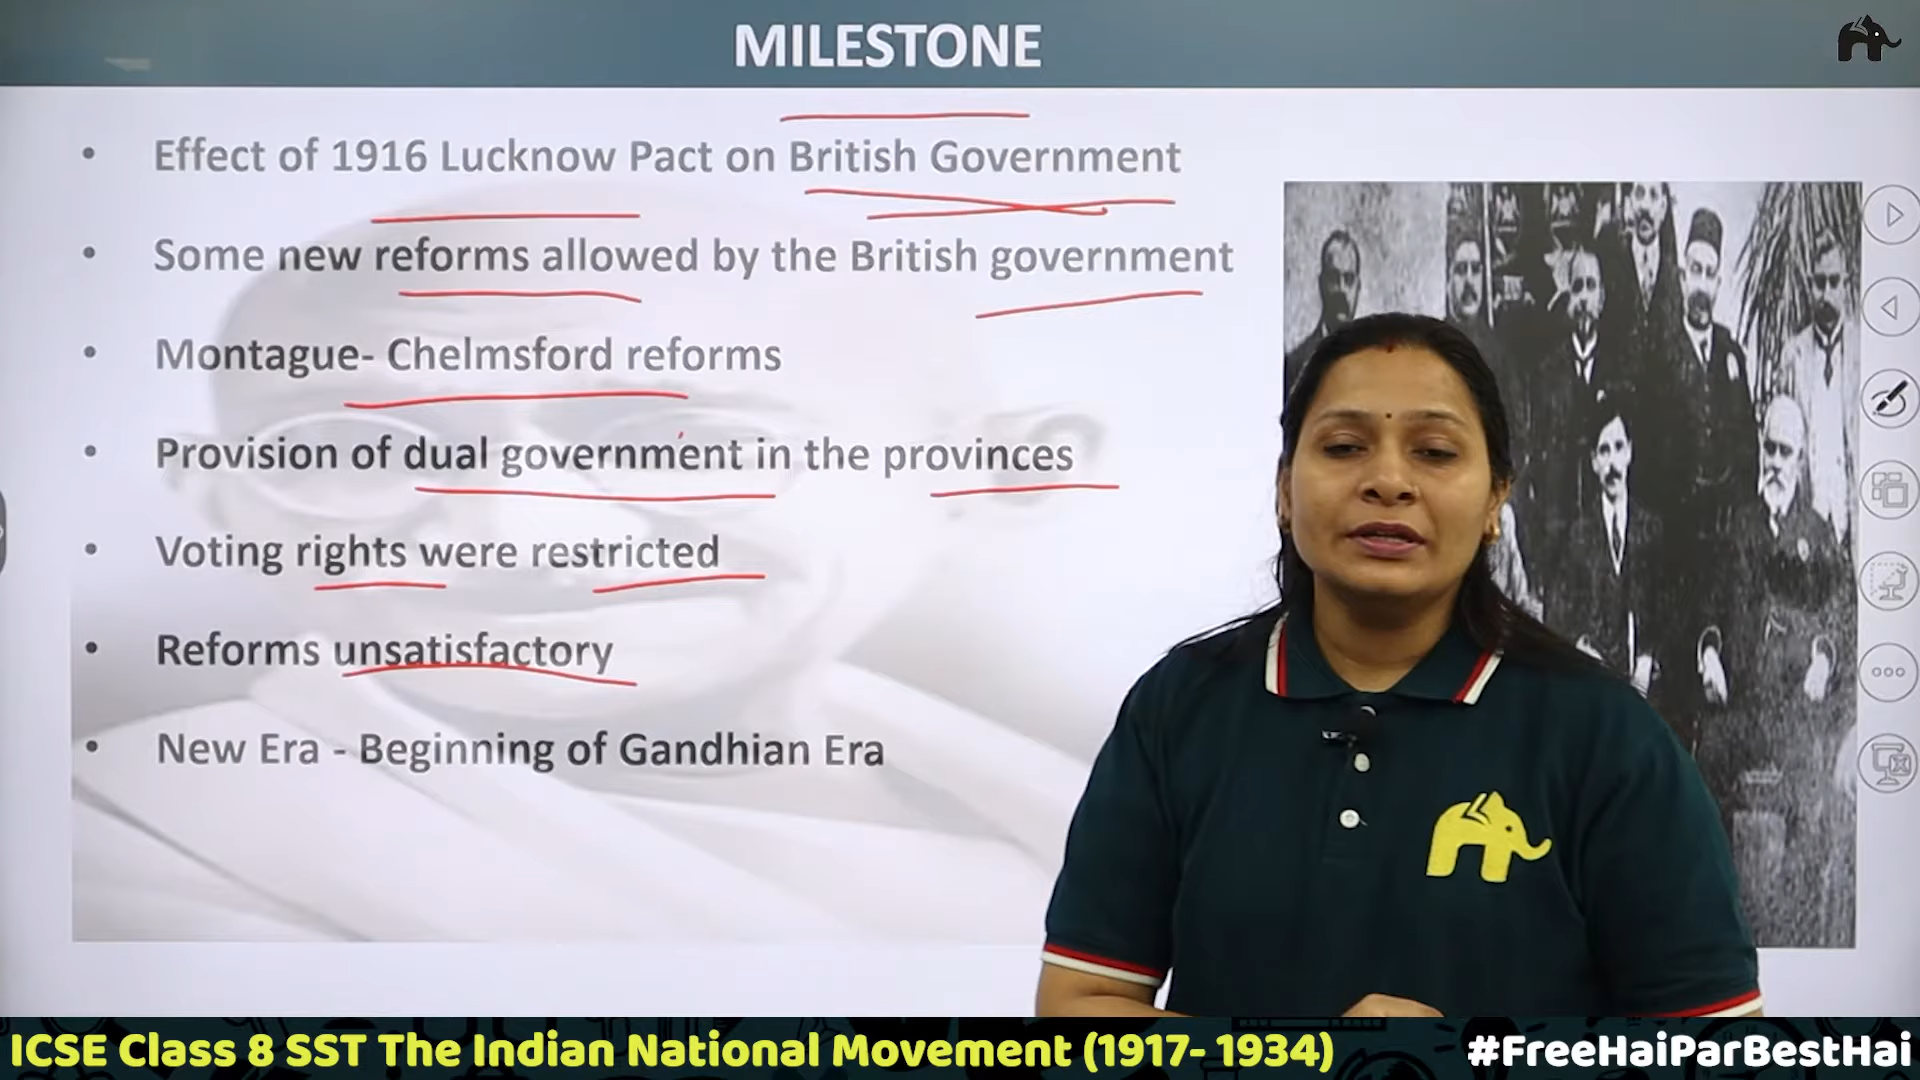 MILESTONE
• Effect of 1916 Lucknow Pact on British Government
• Some new reforms allowed by the British government
• Montague- Chelmsford reforms
• Provision of dual government in the provinces
• Voting rights were restricted
• Reforms unsatisfactory
• New Era - Beginning of Gandhian Era
ICSE Class 8 SST The Indian National Movement (1917- 1934)
#FreeHaiParBestHai